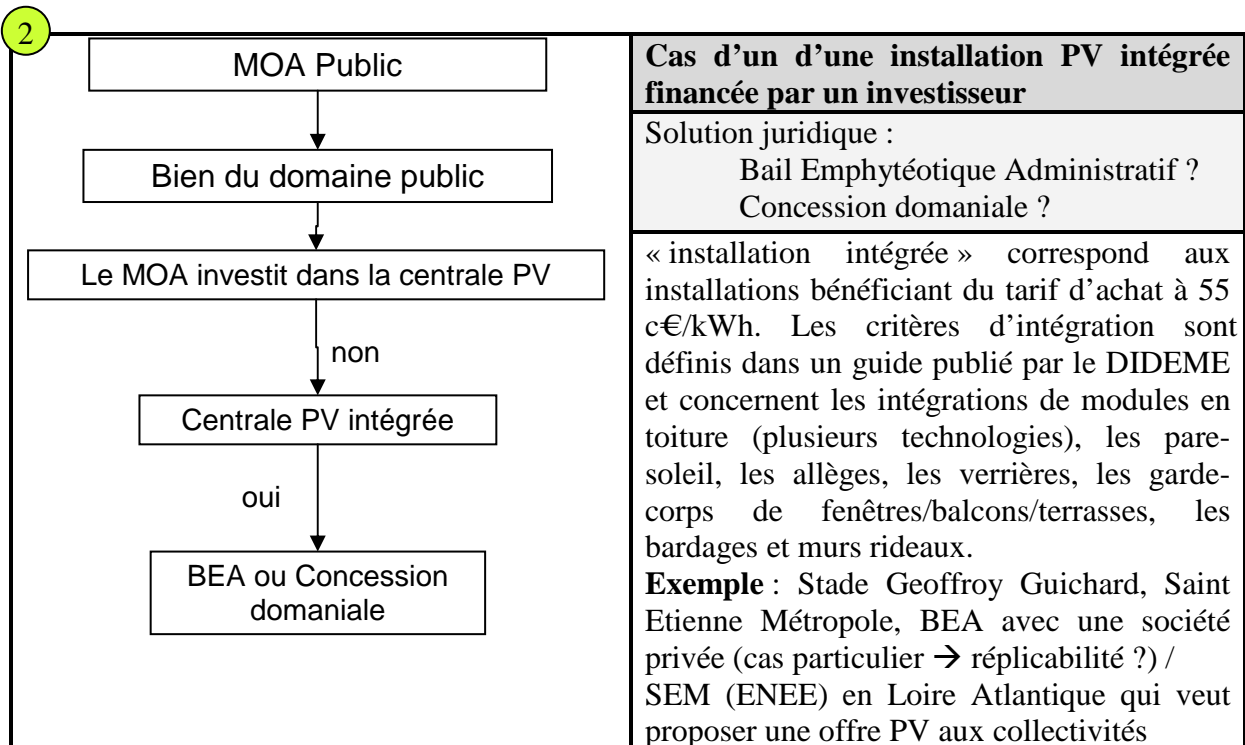 2
MOA Public
Bien du domaine public
Le MOA investit dans la centrale PV
non
Centrale PV intégrée
oui
BEA ou Concession
domaniale
Cas d’un d’une installation PV intégrée
financée par un investisseur
Solution juridique :
Bail Emphytéotique Administratif ?
Concession domaniale ?
« installation intégrée » correspond aux
installations bénéficiant du tarif d’achat à 55
c€/kWh. Les critères d’intégration sont
définis dans un guide publié par le DIDEME
et concernent les intégrations de modules en
toiture (plusieurs technologies), les pare-
soleil, les allèges, les verrières, les garde-
corps de fenêtres/balcons/terrasses, les
bardages et murs rideaux.
Exemple : Stade Geoffroy Guichard, Saint
Etienne Métropole, BEA avec une société
privée (cas particulier → réplicabilité ?) /
SEM (ENEE) en Loire Atlantique qui veut
proposer une offre PV aux collectivités